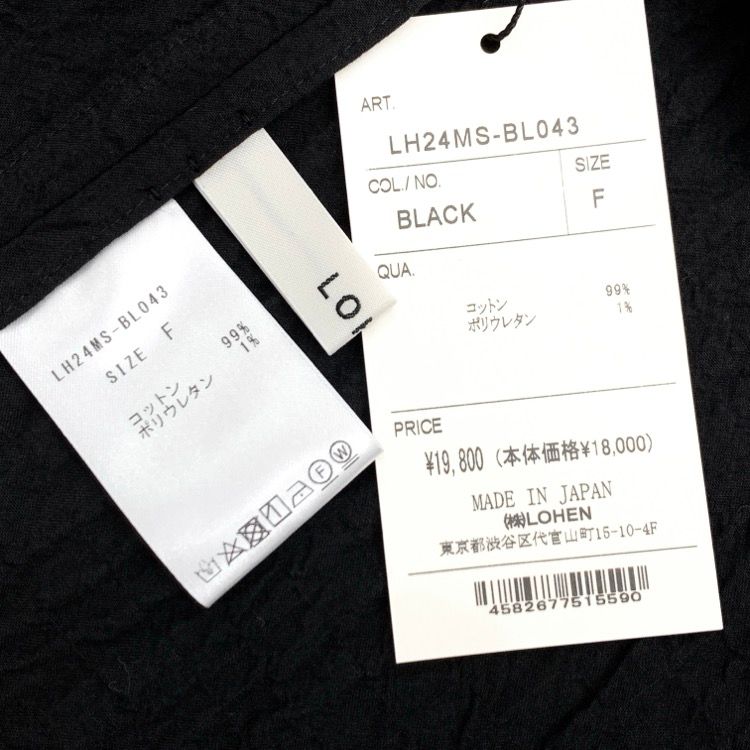 ART.
LH24MS-BL043
COL./ NO.
SIZE
BLACK
F
QUA.
コットン 99%
ポリウレタン 1%
PRICE
¥19,800 (本体価格¥18,000)
MADE IN JAPAN
㈱LOHEN
東京都渋谷区代官山町15-10-4F
4582677515590
LO
LH24MS-BL043
SIZE F
コットン 99%
ポリウレタン 1%
F W